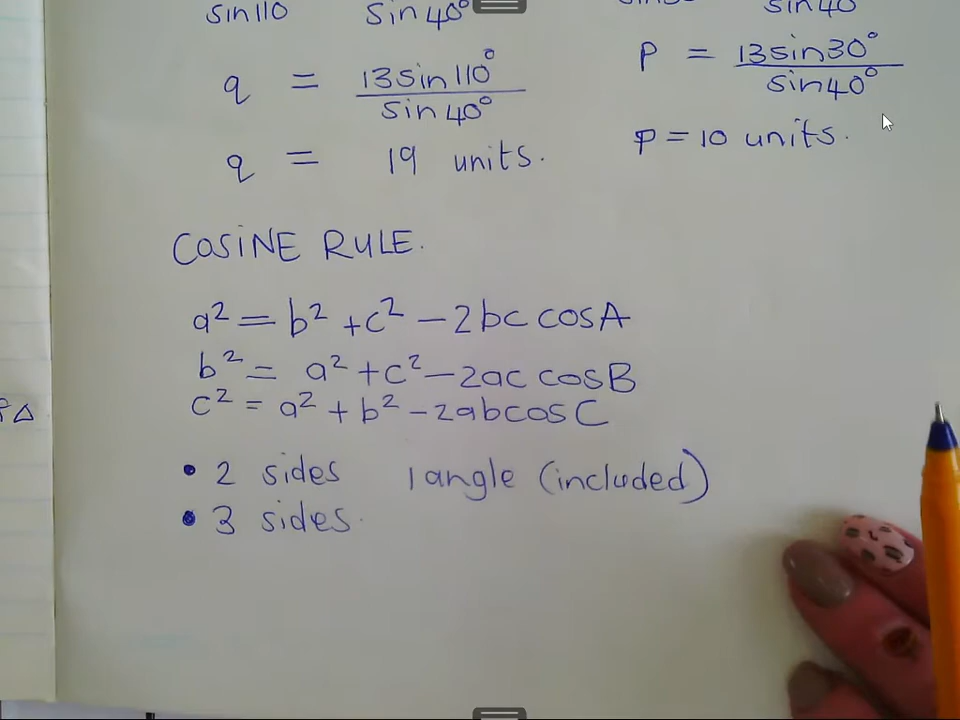 sin110 sin40°
q = 13sin110° / sin40°
q = 19 units.
sin40
P = 13sin30° / sin40°
p = 10 units.
COSINE RULE.
a² = b² + c² − 2bc cosA
b² = a² + c² − 2ac cosB
c² = a² + b² − 2abcosC
• 2 sides 1 angle (included)
• 3 sides.